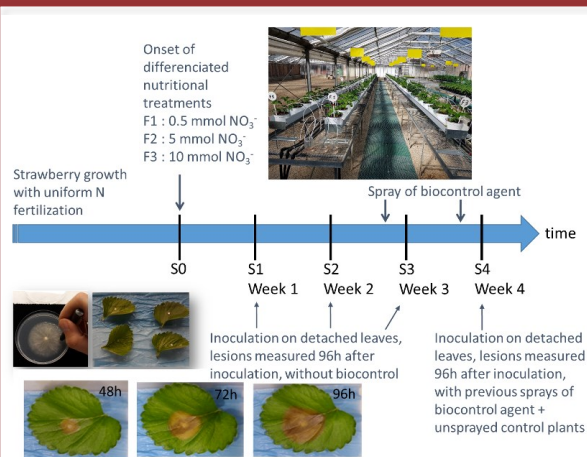 Onset of
differenciated
nutritional
treatments
F1 : 0.5 mmol NO₃⁻
F2 : 5 mmol NO₃⁻
F3 : 10 mmol NO₃⁻
Strawberry growth
with uniform N
fertilization
Spray of biocontrol agent
time
S0
S1
Week 1
S2
Week 2
S3
Week 3
S4
Week 4
Inoculation on detached leaves,
lesions measured 96h after
inoculation, without biocontrol
Inoculation on detached
leaves, lesions measured
96h after inoculation,
with previous sprays of
biocontrol agent +
unsprayed control plants
48h
72h
96h